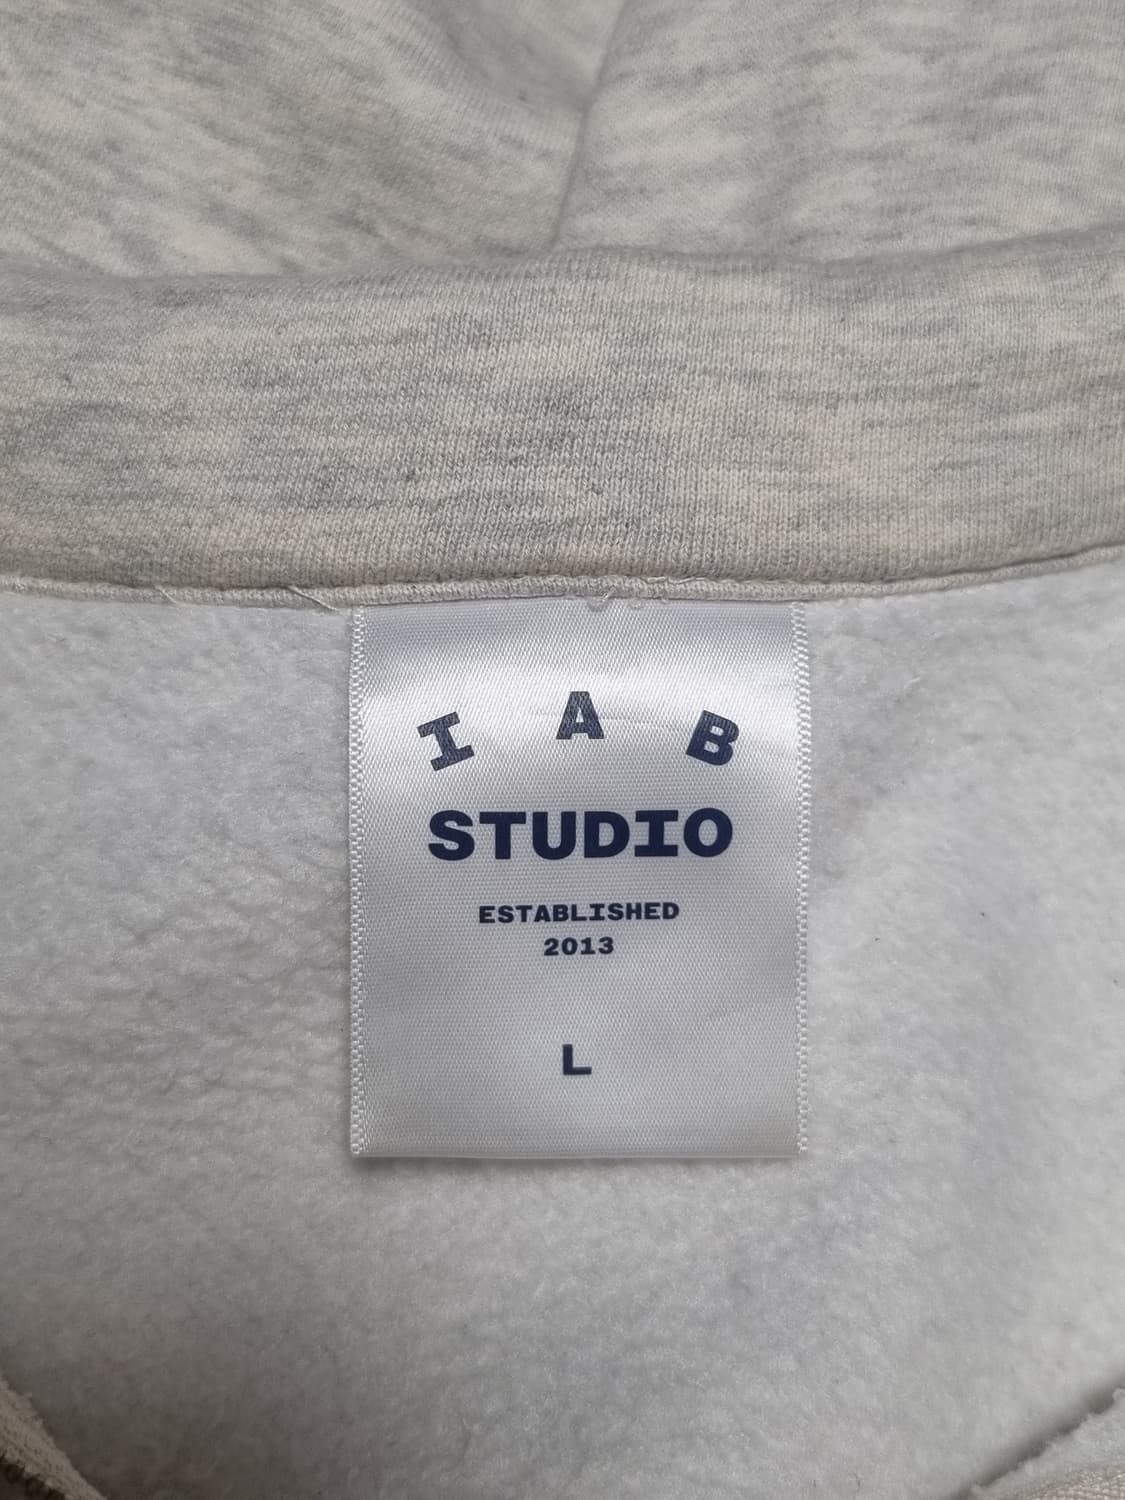 I A B
STUDIO
ESTABLISHED
2013
L